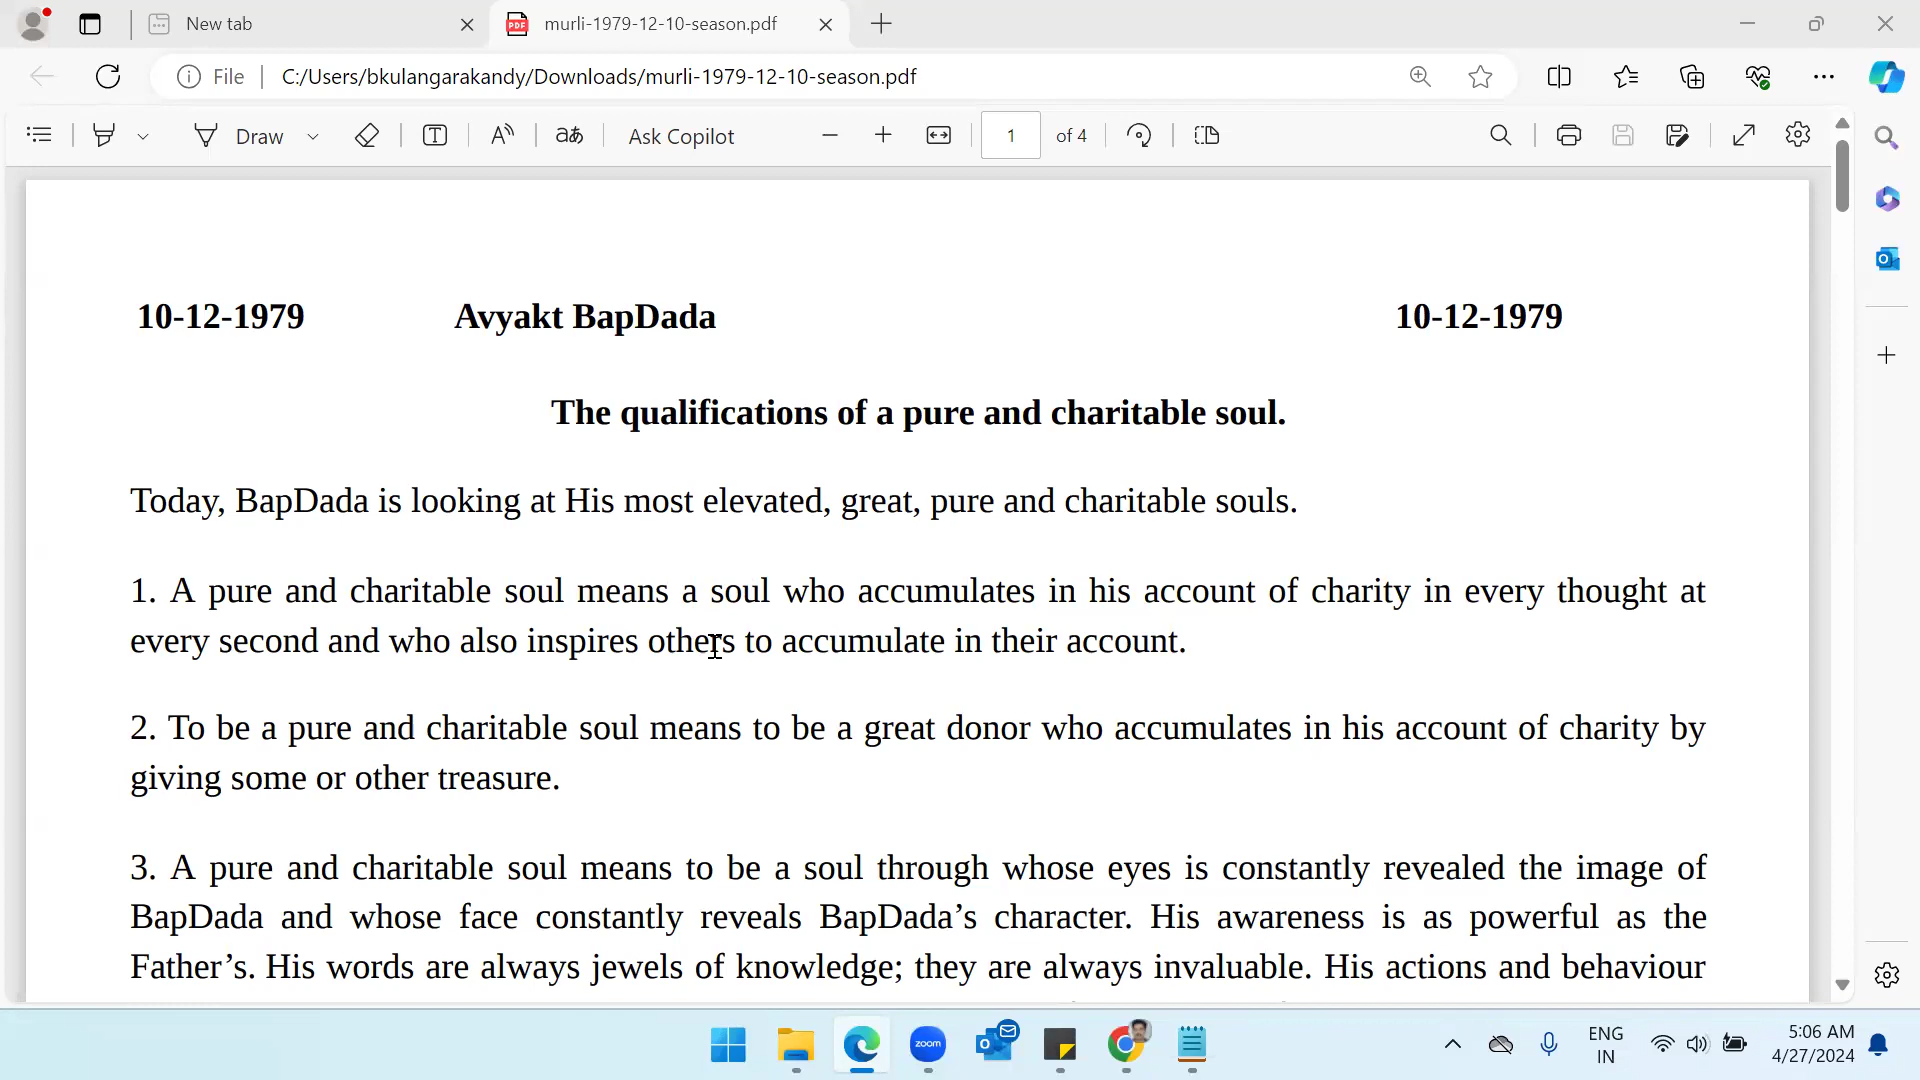 New tab
murli-1979-12-10-season.pdf
File
C:/Users/bkulangarakandy/Downloads/murli-1979-12-10-season.pdf
Draw
A
aあ
Ask Copilot
1
of 4
10-12-1979 Avyakt BapDada 10-12-1979
The qualifications of a pure and charitable soul.
Today, BapDada is looking at His most elevated, great, pure and charitable souls.
1. A pure and charitable soul means a soul who accumulates in his account of charity in every thought at
every second and who also inspires others to accumulate in their account.
2. To be a pure and charitable soul means to be a great donor who accumulates in his account of charity by
giving some or other treasure.
3. A pure and charitable soul means to be a soul through whose eyes is constantly revealed the image of
BapDada and whose face constantly reveals BapDada’s character. His awareness is as powerful as the
Father’s. His words are always jewels of knowledge; they are always invaluable. His actions and behaviour
zoom
ENG
IN
5:06 AM
4/27/2024